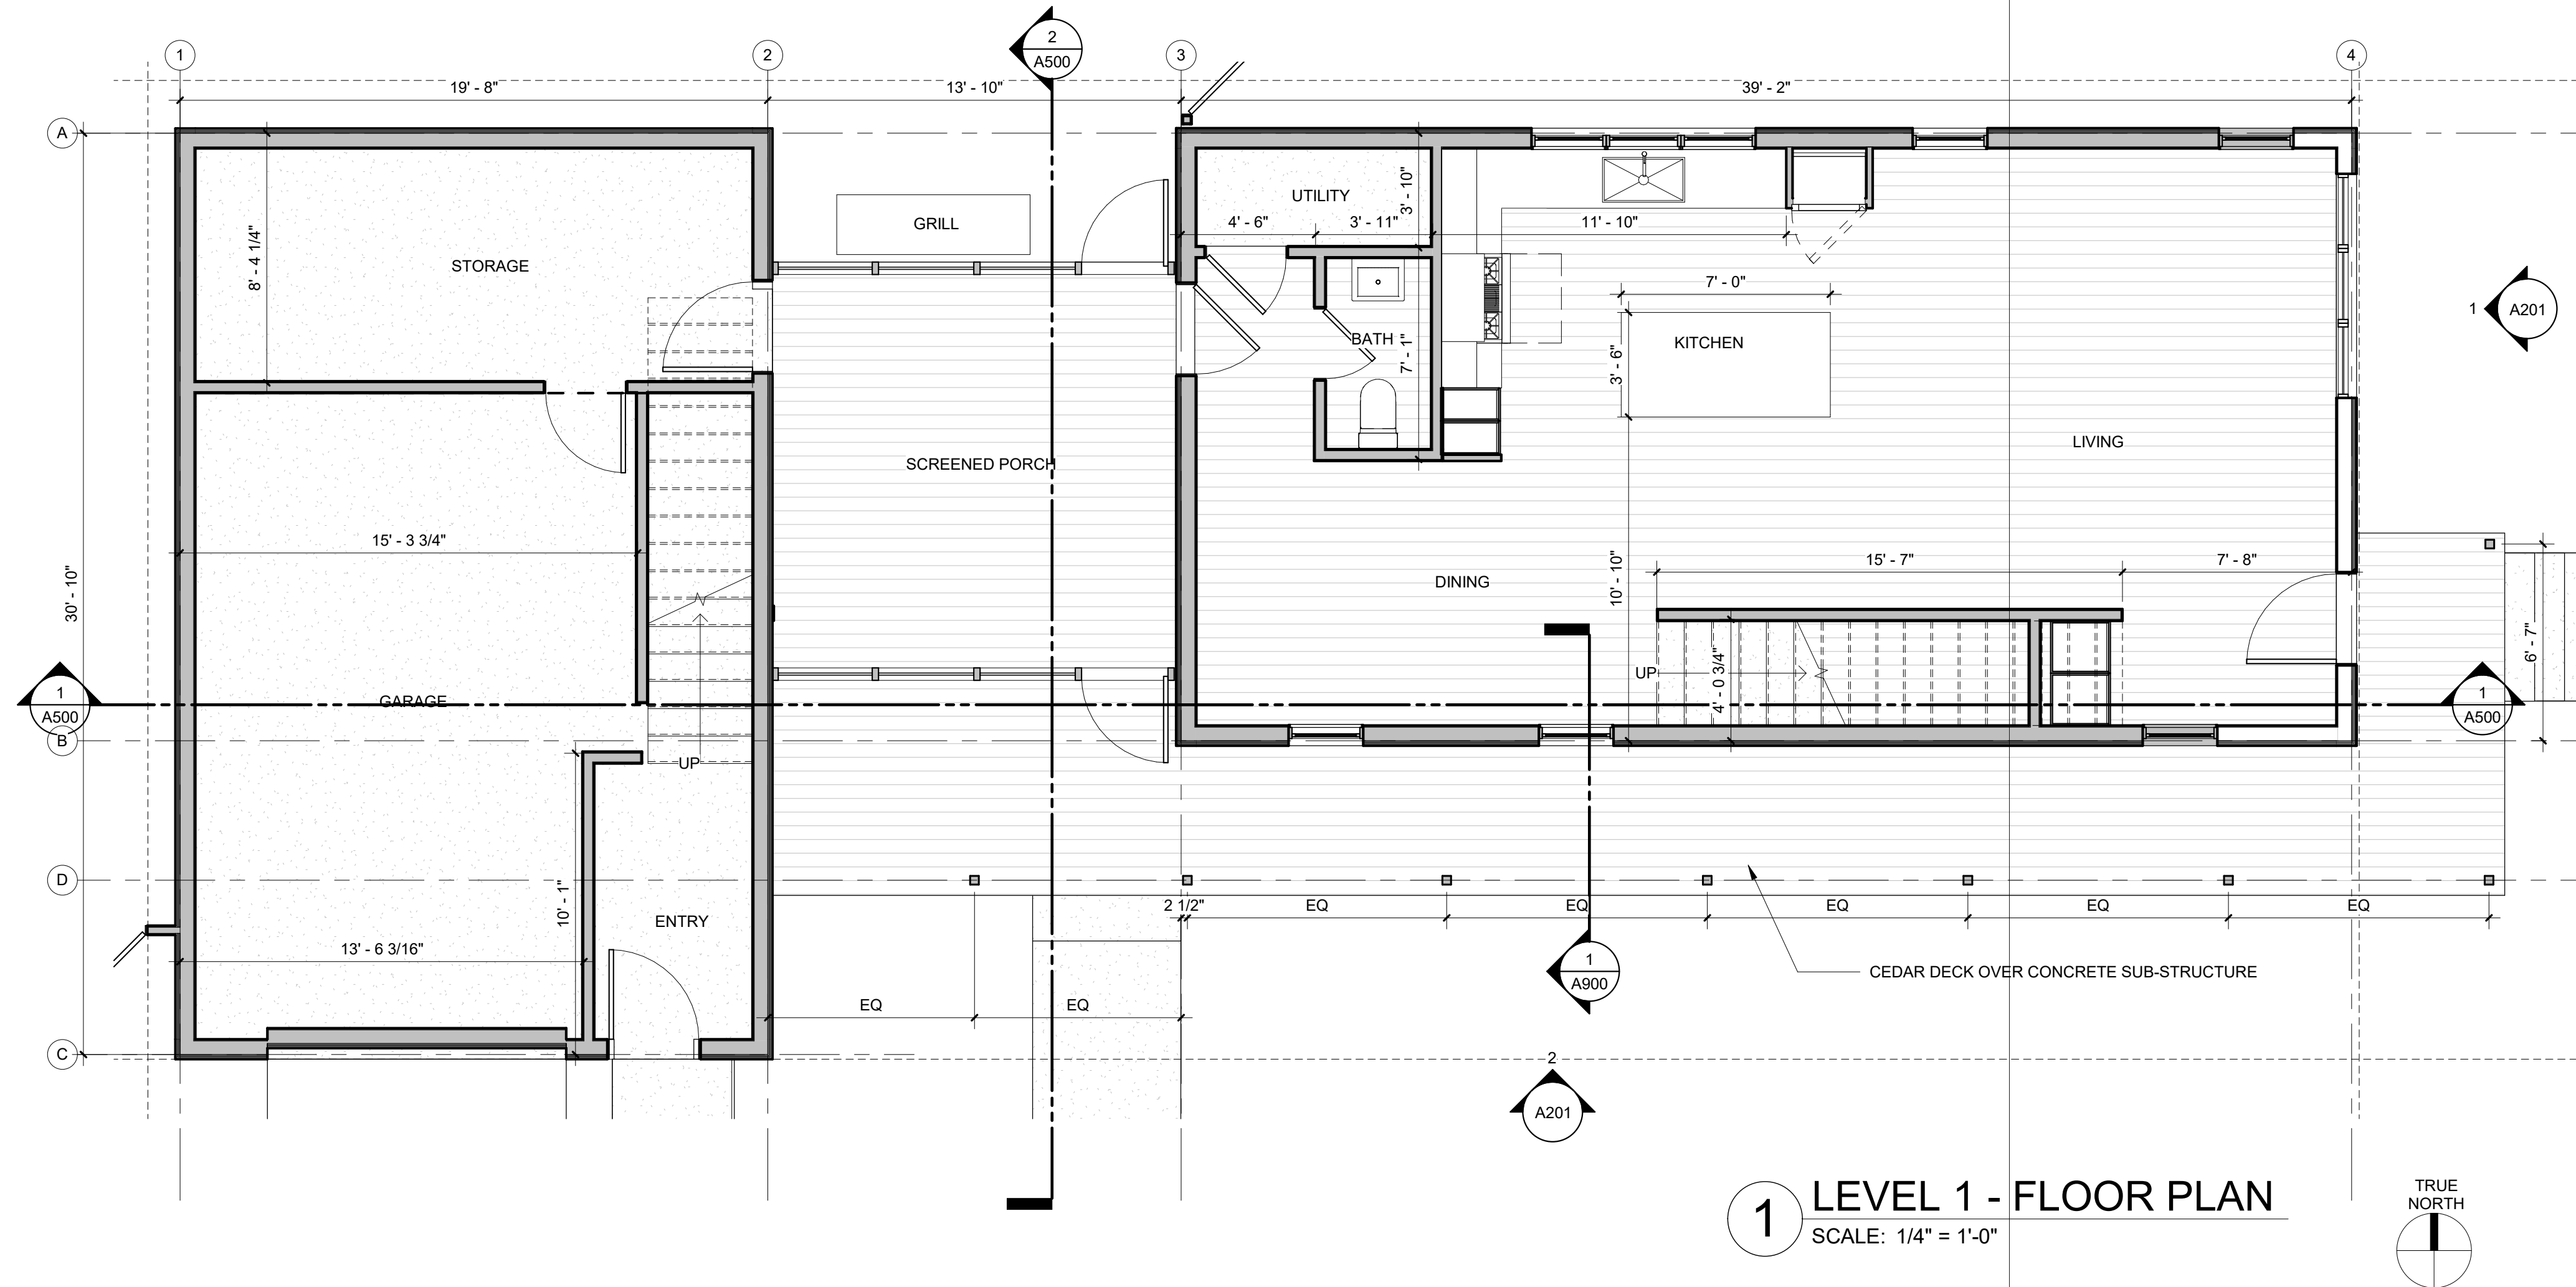 1
2
2
A500
3
4
19' - 8"
13' - 10"
39' - 2"
A
UTILITY
3' - 10"
GRILL
4' - 6"
3' - 11"
11' - 10"
8' - 4 1/4"
STORAGE
7' - 0"
1
A201
BATH
7' - 1"
KITCHEN
3' - 6"
LIVING
SCREENED PORCH
15' - 3 3/4"
30' - 10"
DINING
10' - 10"
15' - 7"
7' - 8"
6' - 7"
UP
4' - 0 3/4"
1
A500
GARAGE
1
A500
B
UP
D
10' - 1"
ENTRY
2 1/2"
EQ
EQ
EQ
EQ
EQ
13' - 6 3/16"
1
A900
CEDAR DECK OVER CONCRETE SUB-STRUCTURE
EQ
EQ
C
2
A201
1
LEVEL 1 - FLOOR PLAN
SCALE: 1/4" = 1'-0"
TRUE
NORTH